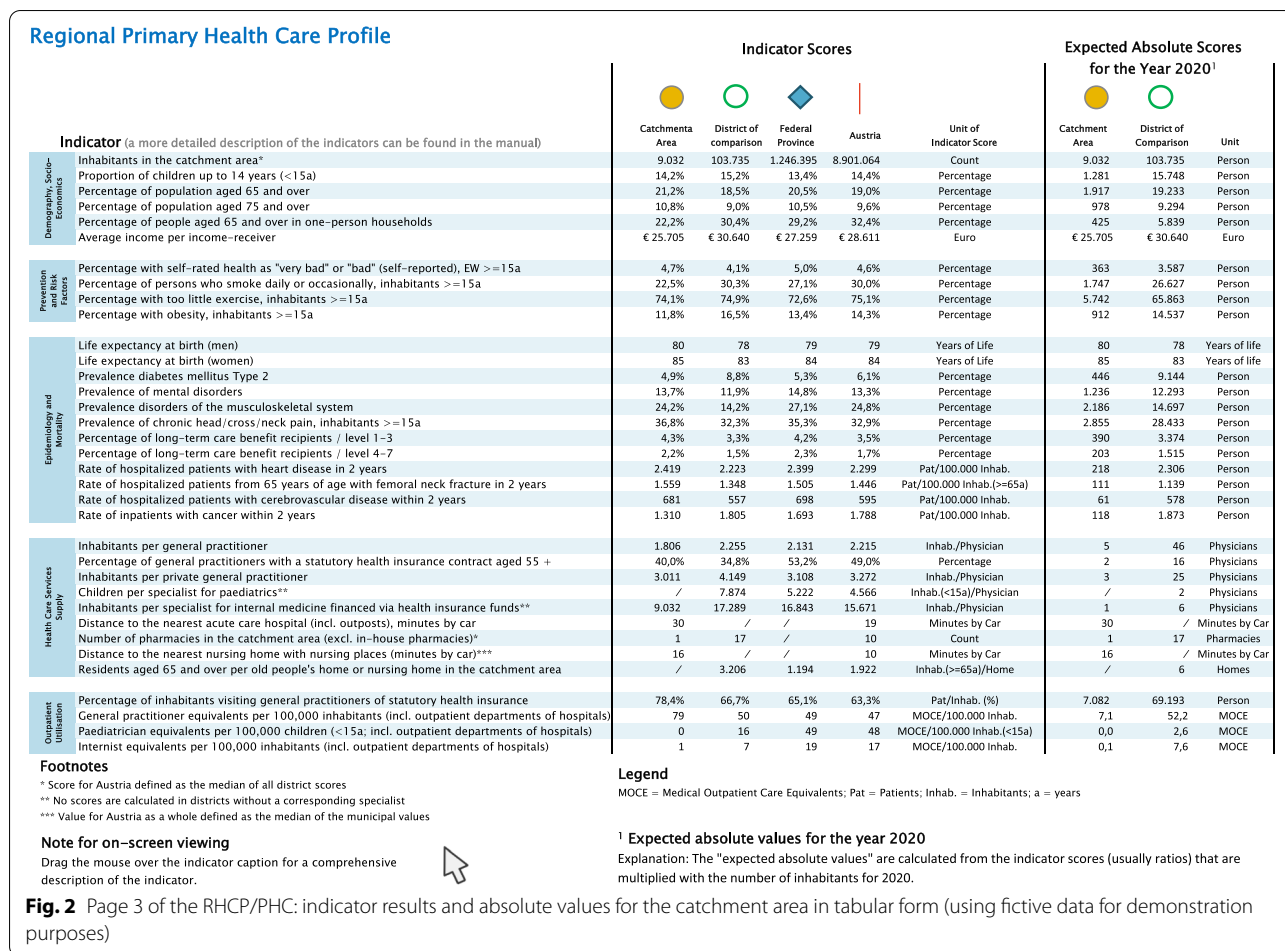 Regional Primary Health Care Profile
Indicator Scores
Expected Absolute Scores
for the Year 2020¹
Indicator (a more detailed description of the indicators can be found in the manual)
Catchmenta Area District of comparison Federal Province Austria Unit of Indicator Score Catchment Area District of Comparison Unit
Demography, Socio-Economics
Inhabitants in the catchment area* 9.032 103.735 1.246.395 8.901.064 Count 9.032 103.735 Person
Proportion of children up to 14 years (<15a) 14,2% 15,2% 13,4% 14,4% Percentage 1.281 15.748 Person
Percentage of population aged 65 and over 21,2% 18,5% 20,5% 19,0% Percentage 1.917 19.233 Person
Percentage of population aged 75 and over 10,8% 9,0% 10,5% 9,6% Percentage 978 9.294 Person
Percentage of people aged 65 and over in one-person households 22,2% 30,4% 29,2% 32,4% Percentage 425 5.839 Person
Average income per income-receiver € 25.705 € 30.640 € 27.259 € 28.611 Euro € 25.705 € 30.640 Euro
Prevention and Risk Factors
Percentage with self-rated health as "very bad" or "bad" (self-reported), EW >=15a 4,7% 4,1% 5,0% 4,6% Percentage 363 3.587 Person
Percentage of persons who smoke daily or occasionally, inhabitants >=15a 22,5% 30,3% 27,1% 30,0% Percentage 1.747 26.627 Person
Percentage with too little exercise, inhabitants >=15a 74,1% 74,9% 72,6% 75,1% Percentage 5.742 65.863 Person
Percentage with obesity, inhabitants >=15a 11,8% 16,5% 13,4% 14,3% Percentage 912 14.537 Person
Epidemiology and Mortality
Life expectancy at birth (men) 80 78 79 79 Years of Life 80 78 Years of life
Life expectancy at birth (women) 85 83 84 84 Years of Life 85 83 Years of life
Prevalence diabetes mellitus Type 2 4,9% 8,8% 5,3% 6,1% Percentage 446 9.144 Person
Prevalence of mental disorders 13,7% 11,9% 14,8% 13,3% Percentage 1.236 12.293 Person
Prevalence disorders of the musculoskeletal system 24,2% 14,2% 27,1% 24,8% Percentage 2.186 14.697 Person
Prevalence of chronic head/cross/neck pain, inhabitants >=15a 36,8% 32,3% 35,3% 32,9% Percentage 2.855 28.433 Person
Percentage of long-term care benefit recipients / level 1-3 4,3% 3,3% 4,2% 3,5% Percentage 390 3.374 Person
Percentage of long-term care benefit recipients / level 4-7 2,2% 1,5% 2,3% 1,7% Percentage 203 1.515 Person
Rate of hospitalized patients with heart disease in 2 years 2.419 2.223 2.399 2.299 Pat/100.000 Inhab. 218 2.306 Person
Rate of hospitalized patients from 65 years of age with femoral neck fracture in 2 years 1.559 1.348 1.505 1.446 Pat/100.000 Inhab.(>=65a) 111 1.139 Person
Rate of hospitalized patients with cerebrovascular disease within 2 years 681 557 698 595 Pat/100.000 Inhab. 61 578 Person
Rate of inpatients with cancer within 2 years 1.310 1.805 1.693 1.788 Pat/100.000 Inhab. 118 1.873 Person
Health Care Services Supply
Inhabitants per general practitioner 1.806 2.255 2.131 2.215 Inhab./Physician 5 46 Physicians
Percentage of general practitioners with a statutory health insurance contract aged 55 + 40,0% 34,8% 53,2% 49,0% Percentage 2 16 Physicians
Inhabitants per private general practitioner 3.011 4.149 3.108 3.272 Inhab./Physician 3 25 Physicians
Children per specialist for paediatrics** / 7.874 5.222 4.566 Inhab.(<15a)/Physician / 2 Physicians
Inhabitants per specialist for internal medicine financed via health insurance funds** 9.032 17.289 16.843 15.671 Inhab./Physician 1 6 Physicians
Distance to the nearest acute care hospital (incl. outposts), minutes by car 30 / / 19 Minutes by Car 30 / Minutes by Car
Number of pharmacies in the catchment area (excl. in-house pharmacies)* 1 17 / 10 Count 1 17 Pharmacies
Distance to the nearest nursing home with nursing places (minutes by car)*** 16 / / 10 Minutes by Car 16 / Minutes by Car
Residents aged 65 and over per old people's home or nursing home in the catchment area / 3.206 1.194 1.922 Inhab.(>=65a)/Home / 6 Homes
Outpatient Utilisation
Percentage of inhabitants visiting general practitioners of statutory health insurance 78,4% 66,7% 65,1% 63,3% Pat/Inhab. (%) 7.082 69.193 Person
General practitioner equivalents per 100,000 inhabitants (incl. outpatient departments of hospitals) 79 50 49 47 MOCE/100.000 Inhab. 7,1 52,2 MOCE
Paediatrician equivalents per 100,000 children (<15a; incl. outpatient departments of hospitals) 0 16 49 48 MOCE/100.000 Inhab.(<15a) 0,0 2,6 MOCE
Internist equivalents per 100,000 inhabitants (incl. outpatient departments of hospitals) 1 7 19 17 MOCE/100.000 Inhab. 0,1 7,6 MOCE
Footnotes
* Score for Austria defined as the median of all district scores
** No scores are calculated in districts without a corresponding specialist
*** Value for Austria as a whole defined as the median of the municipal values
Note for on-screen viewing
Drag the mouse over the indicator caption for a comprehensive
description of the indicator.
Legend
MOCE = Medical Outpatient Care Equivalents; Pat = Patients; Inhab. = Inhabitants; a = years
¹ Expected absolute values for the year 2020
Explanation: The "expected absolute values" are calculated from the indicator scores (usually ratios) that are
multiplied with the number of inhabitants for 2020.
Fig. 2 Page 3 of the RHCP/PHC: indicator results and absolute values for the catchment area in tabular form (using fictive data for demonstration
purposes)